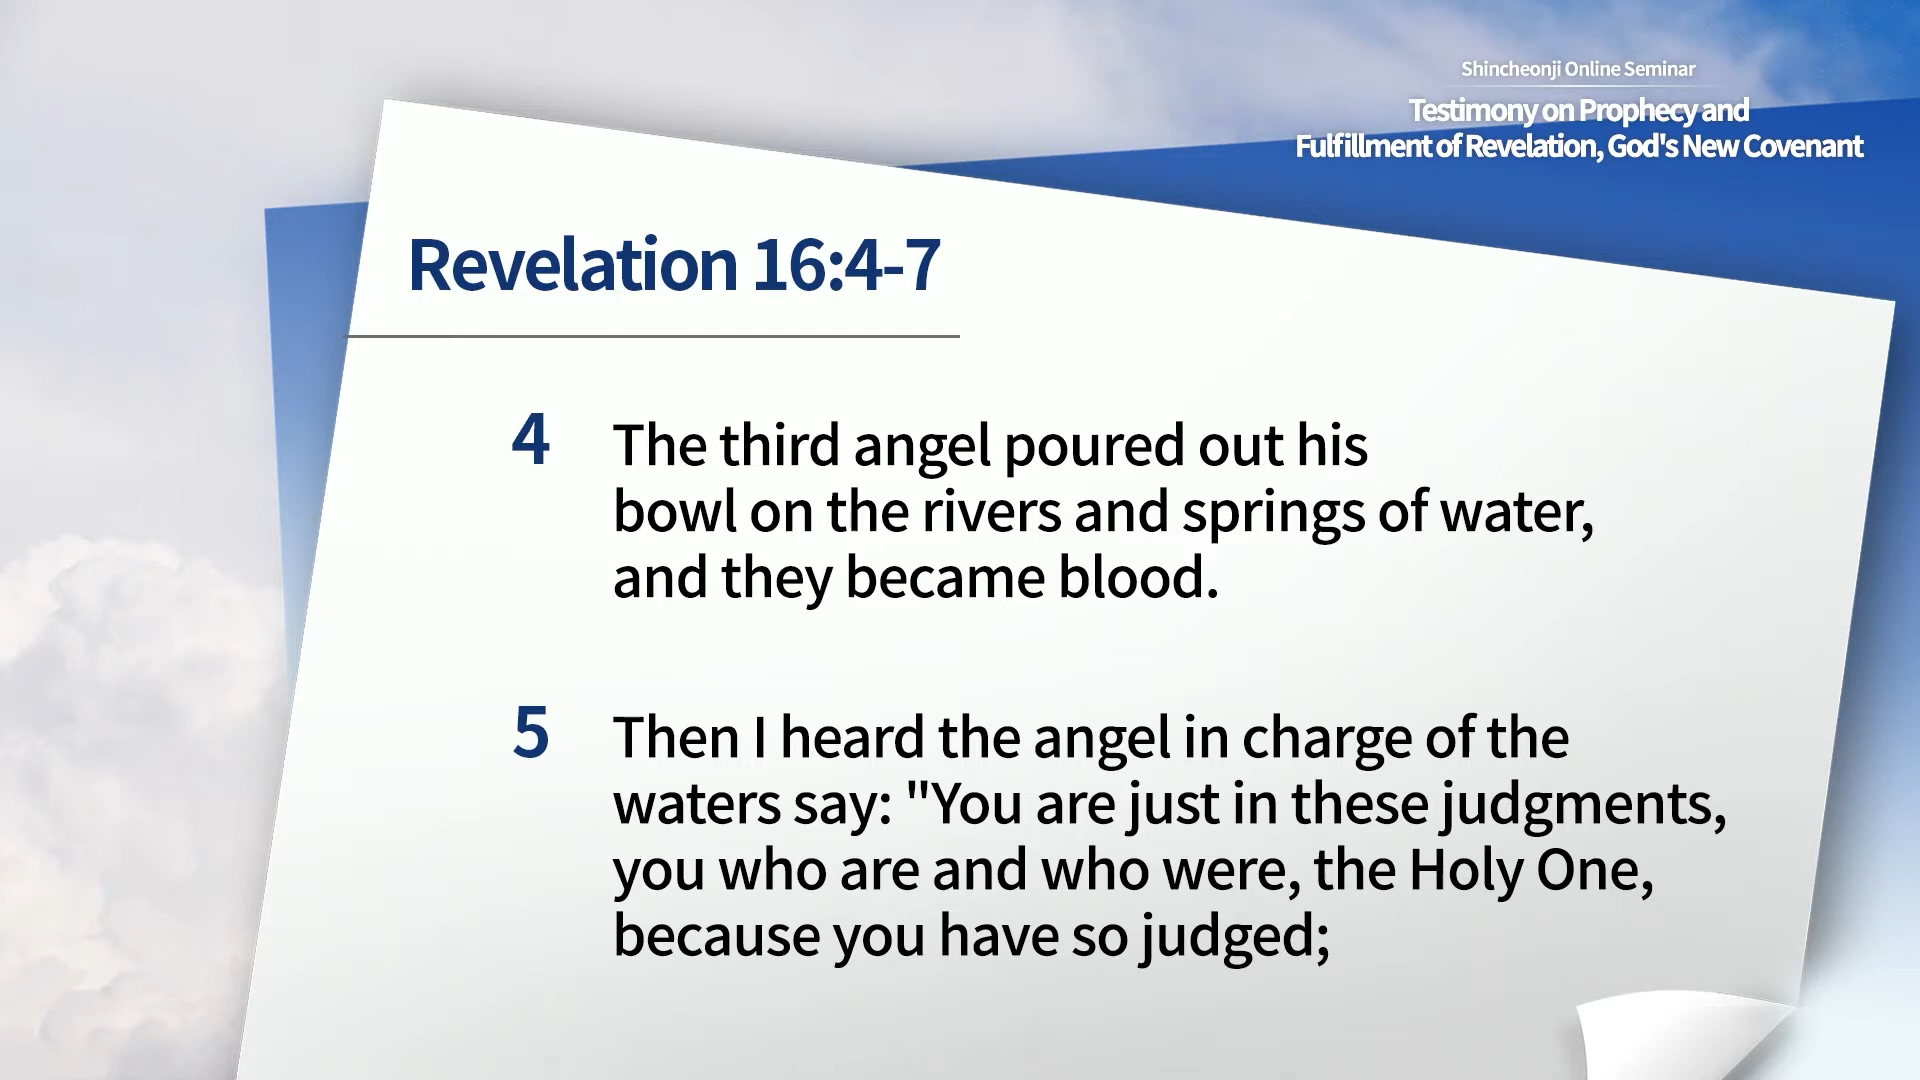 Shincheonji Online Seminar
Testimony on Prophecy and
Fulfillment of Revelation, God's New Covenant
Revelation 16:4-7
4 The third angel poured out his
bowl on the rivers and springs of water,
and they became blood.
5 Then I heard the angel in charge of the
waters say: "You are just in these judgments,
you who are and who were, the Holy One,
because you have so judged;